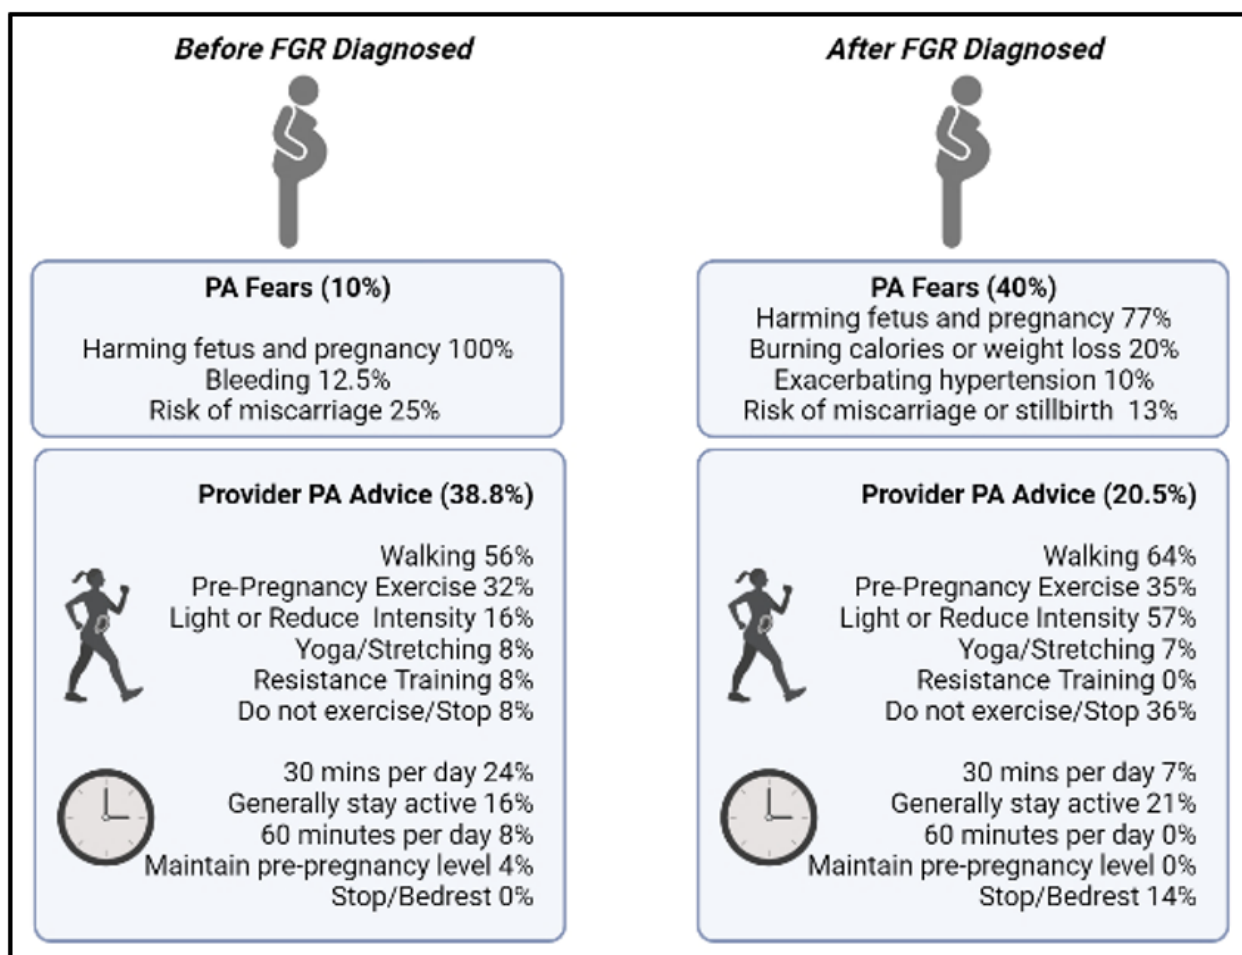 Before FGR Diagnosed
PA Fears (10%)
Harming fetus and pregnancy 100%
Bleeding 12.5%
Risk of miscarriage 25%
Provider PA Advice (38.8%)
Walking 56%
Pre-Pregnancy Exercise 32%
Light or Reduce Intensity 16%
Yoga/Stretching 8%
Resistance Training 8%
Do not exercise/Stop 8%
30 mins per day 24%
Generally stay active 16%
60 minutes per day 8%
Maintain pre-pregnancy level 4%
Stop/Bedrest 0%
After FGR Diagnosed
PA Fears (40%)
Harming fetus and pregnancy 77%
Burning calories or weight loss 20%
Exacerbating hypertension 10%
Risk of miscarriage or stillbirth 13%
Provider PA Advice (20.5%)
Walking 64%
Pre-Pregnancy Exercise 35%
Light or Reduce Intensity 57%
Yoga/Stretching 7%
Resistance Training 0%
Do not exercise/Stop 36%
30 mins per day 7%
Generally stay active 21%
60 minutes per day 0%
Maintain pre-pregnancy level 0%
Stop/Bedrest 14%